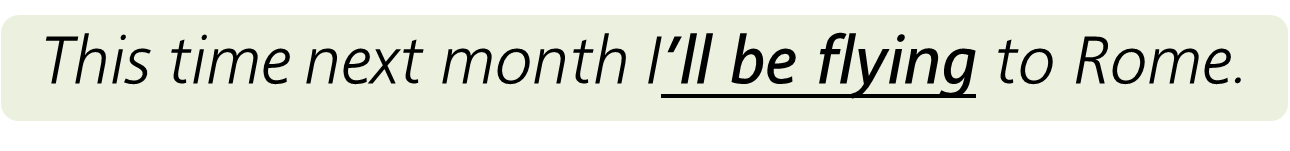 This time next month I’ll be flying to Rome.